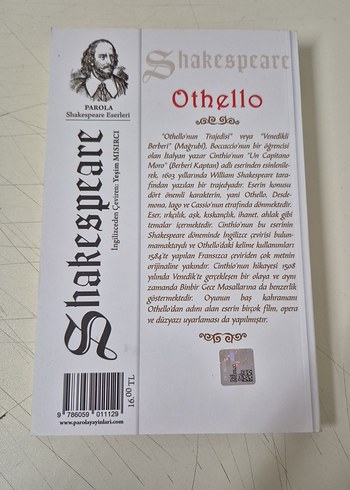 PAROLA
Shakespeare Eserleri
Shakespeare
İngilizceden Çeviren: Yeşim MISIRCI
16.00 TL
9 786059 011129
www.parolayayinlari.com
Shakespeare
Othello
"Othello'nun Trajedisi" veya "Venedikli
Berberi" (Mağrubi), Boccaccio'nun bir öğrencisi
olan İtalyan yazar Cinthio'nun "Un Capitano
Moro" (Berberi Kaptan) adlı eserinden esinlenile-
rek, 1603 yıllarında William Shakespeare tara-
fından yazılan bir trajedyadır. Eserin konusu
dört önemli karakterin, yani Othello, Desde-
mona, Iago ve Cassio'nun etrafında dönmektedir.
Eser, ırkçılık, aşk, kıskançlık, ihanet, ahlak gibi
temalar içermektedir. Cinthio'nun bu eserinin
Shakespeare döneminde İngilizce çevirisi bulun-
mamaktaydı ve Othello'daki kelime kullanımları
1584'te yapılan Fransızca çeviriden çok metnin
orijinaline yakındır. Cinthio'nun hikâyesi 1508
yılında Venedik'te gerçekleşen bir olaya ve aynı
zamanda Binbir Gece Masallarına da benzerlik
göstermektedir. Oyunun baş kahramanı
Othello'dan adını alan eserin birçok film, opera
ve düzyazı uyarlaması da yapılmıştır.